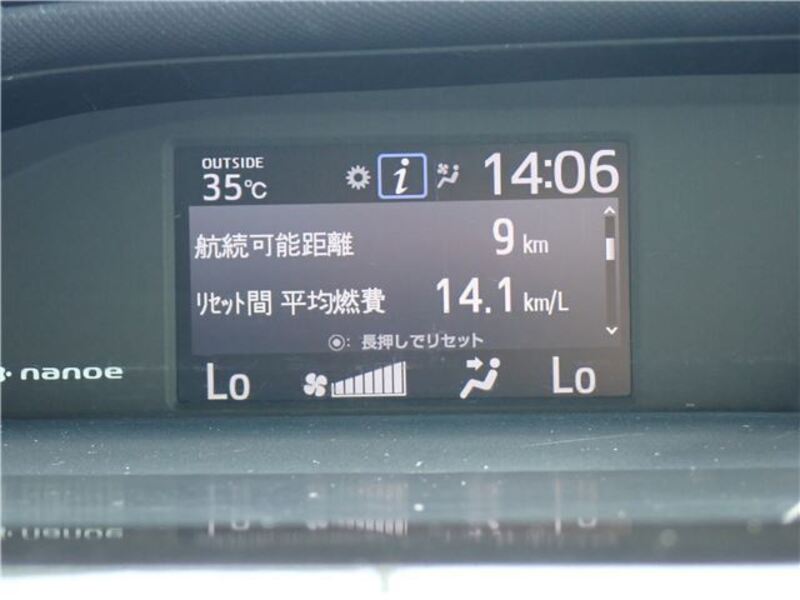 OUTSIDE
35℃
i
14:06
航続可能距離 9 km
リセット間 平均燃費 14.1 km/L
◉: 長押しでリセット
nanoe
Lo Lo